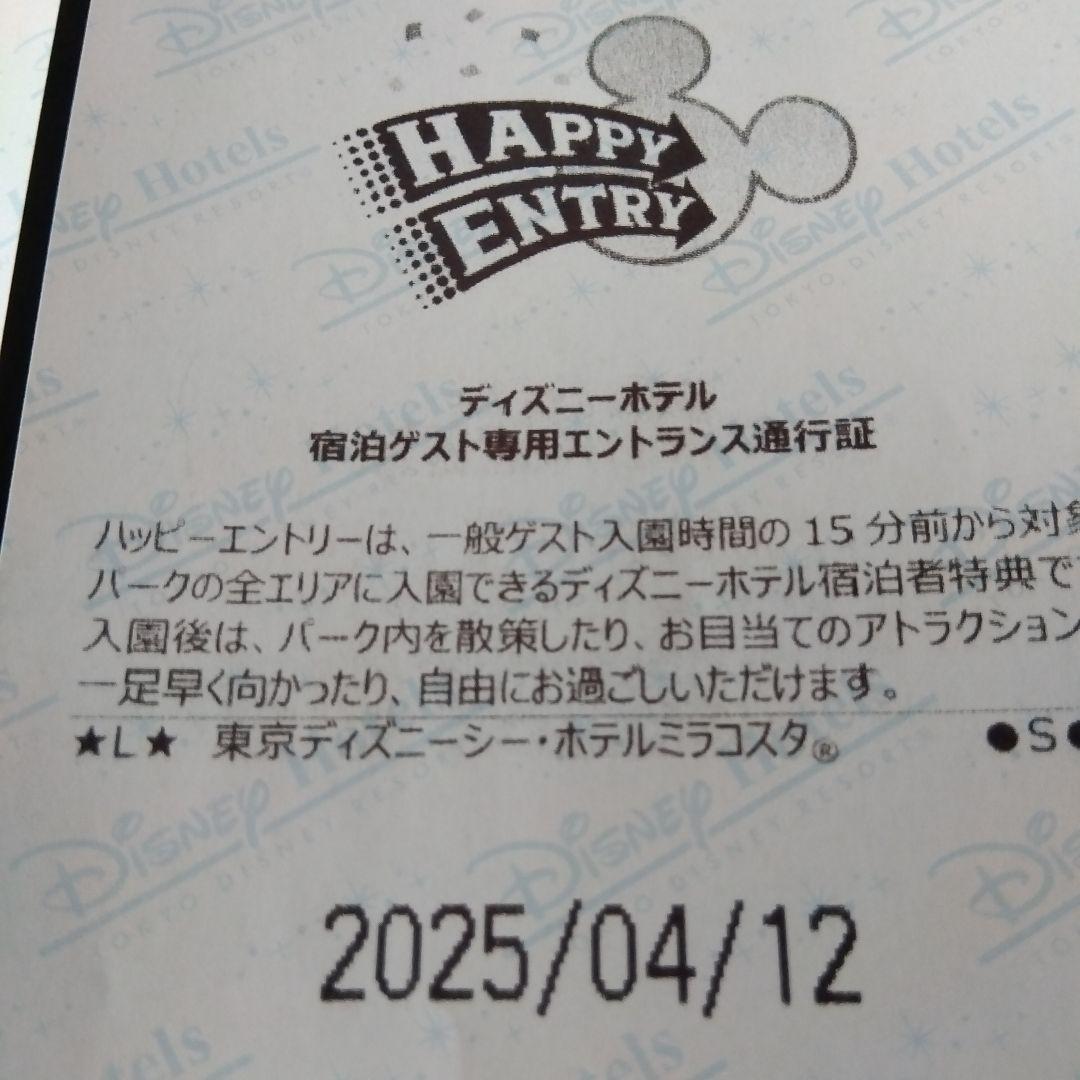 HAPPY
ENTRY
ディズニーホテル
宿泊ゲスト専用エントランス通行証
ハッピーエントリーは、一般ゲスト入園時間の 15 分前から対象
パークの全エリアに入園できるディズニーホテル宿泊者特典で
入園後は、パーク内を散策したり、お目当てのアトラクション
一足早く向かったり、自由にお過ごしいただけます。
★L★ 東京ディズニーシー・ホテルミラコスタ® ●S●
2025/04/12
Disney Hotels
TOKYO DISNEY RESORT